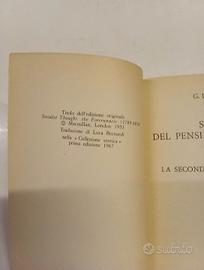 Titolo dell'edizione originale
Socialist Thought: the Forerunners (1789-1850)
© Macmillan, London 1953
Traduzione di Luca Bernardi
nella « Collezione storica »
prima edizione 1967
G.
S
DEL PENSI
LA SECOND
subito